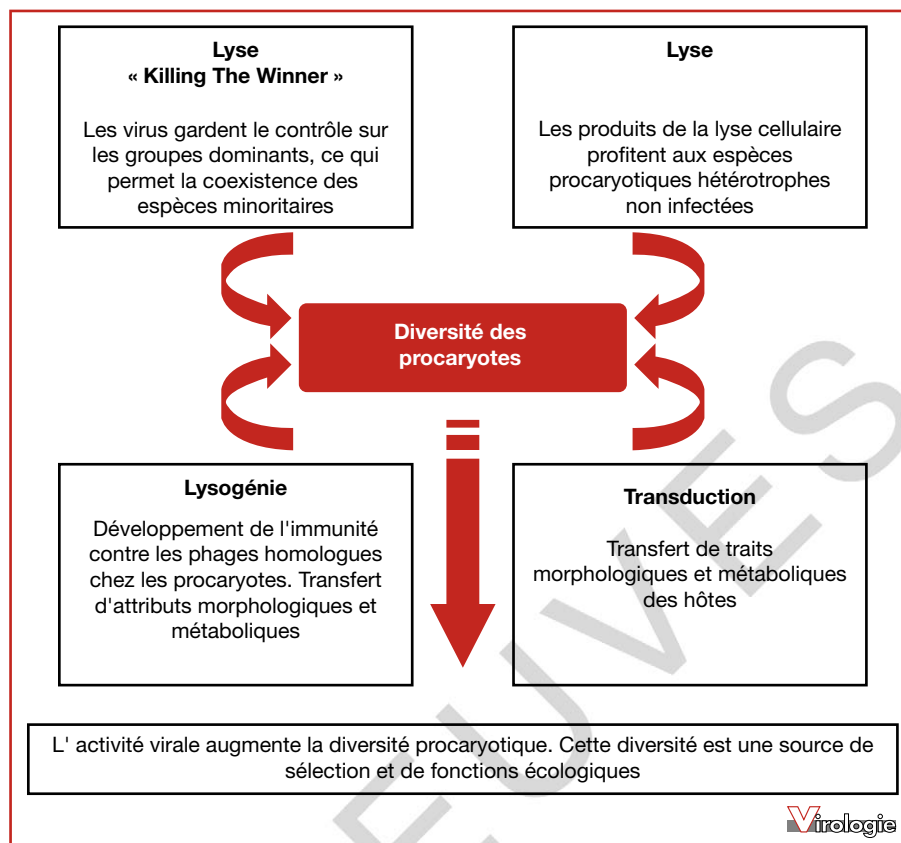 Lyse
« Killing The Winner »
Les virus gardent le contrôle sur
les groupes dominants, ce qui
permet la coexistence des
espèces minoritaires
Lyse
Les produits de la lyse cellulaire
profitent aux espèces
procaryotiques hétérotrophes
non infectées
Diversité des
procaryotes
Lysogénie
Développement de l'immunité
contre les phages homologues
chez les procaryotes. Transfert
d'attributs morphologiques et
métaboliques
Transduction
Transfert de traits
morphologiques et métaboliques
des hôtes
L' activité virale augmente la diversité procaryotique. Cette diversité est une source de
sélection et de fonctions écologiques
Virologie
EUVES